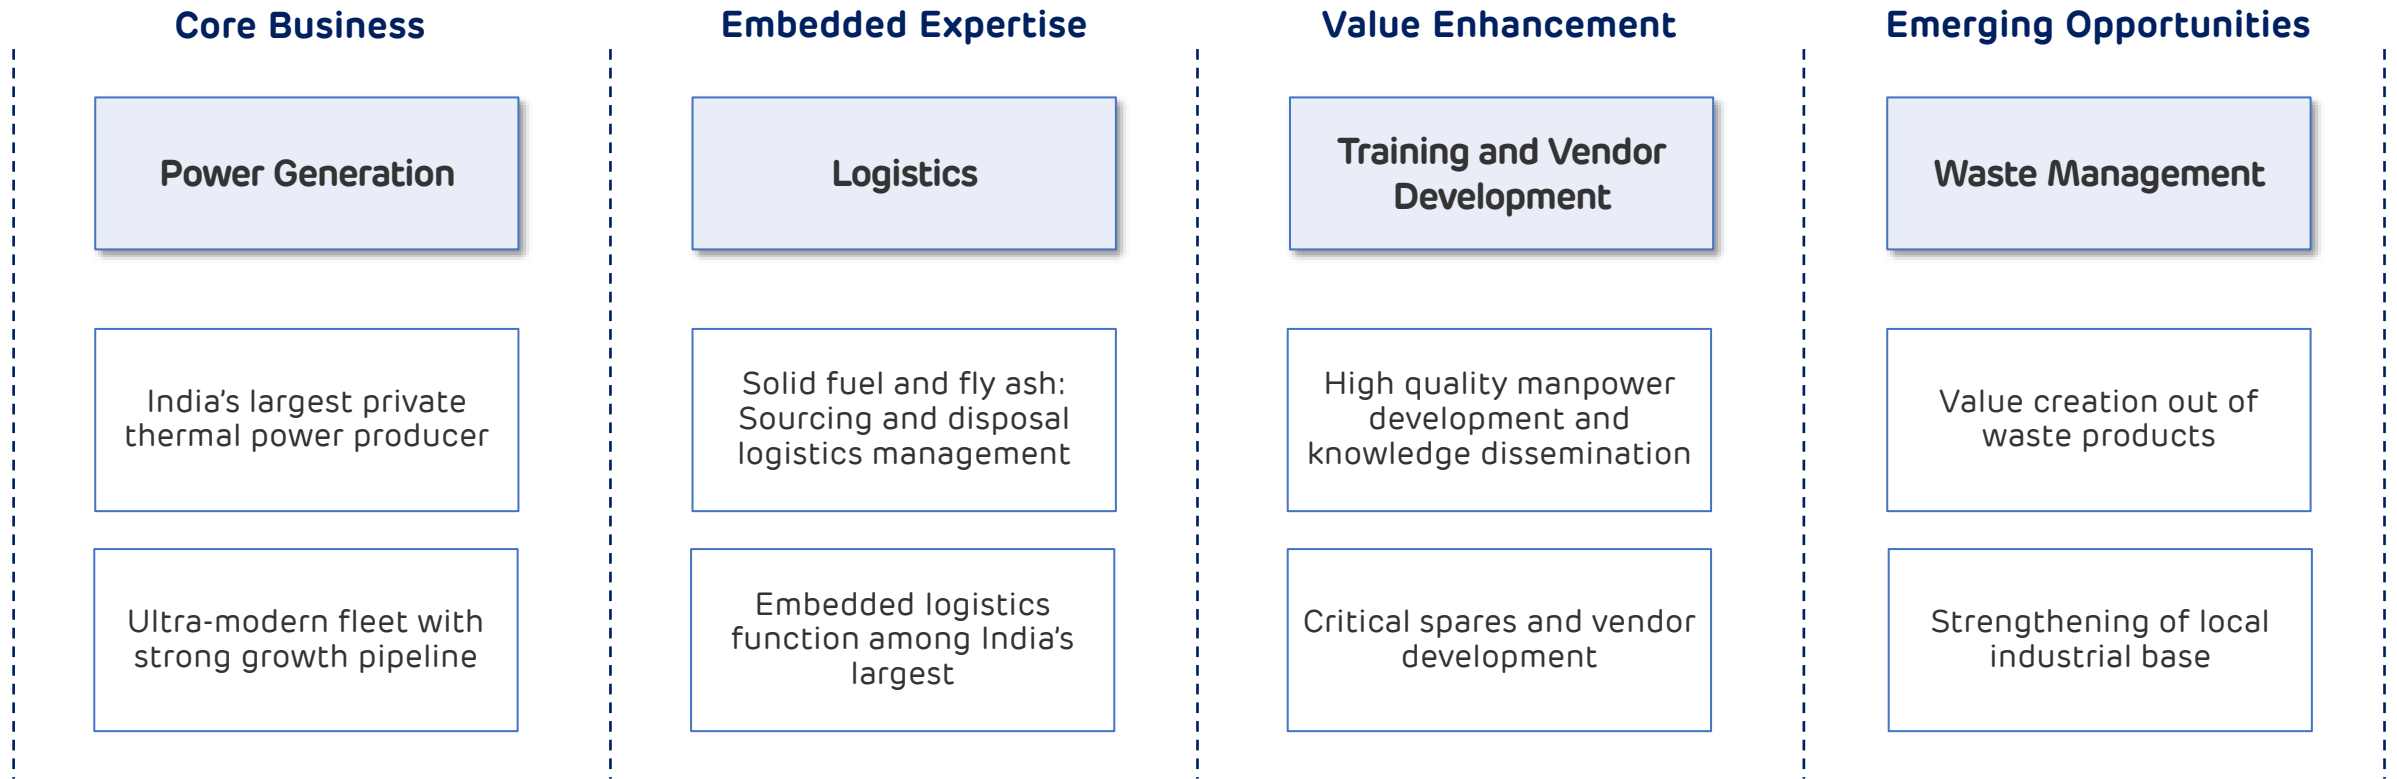 Core Business
Power Generation
India’s largest private
thermal power producer
Ultra-modern fleet with
strong growth pipeline
Embedded Expertise
Logistics
Solid fuel and fly ash:
Sourcing and disposal
logistics management
Embedded logistics
function among India’s
largest
Value Enhancement
Training and Vendor
Development
High quality manpower
development and
knowledge dissemination
Critical spares and vendor
development
Emerging Opportunities
Waste Management
Value creation out of
waste products
Strengthening of local
industrial base